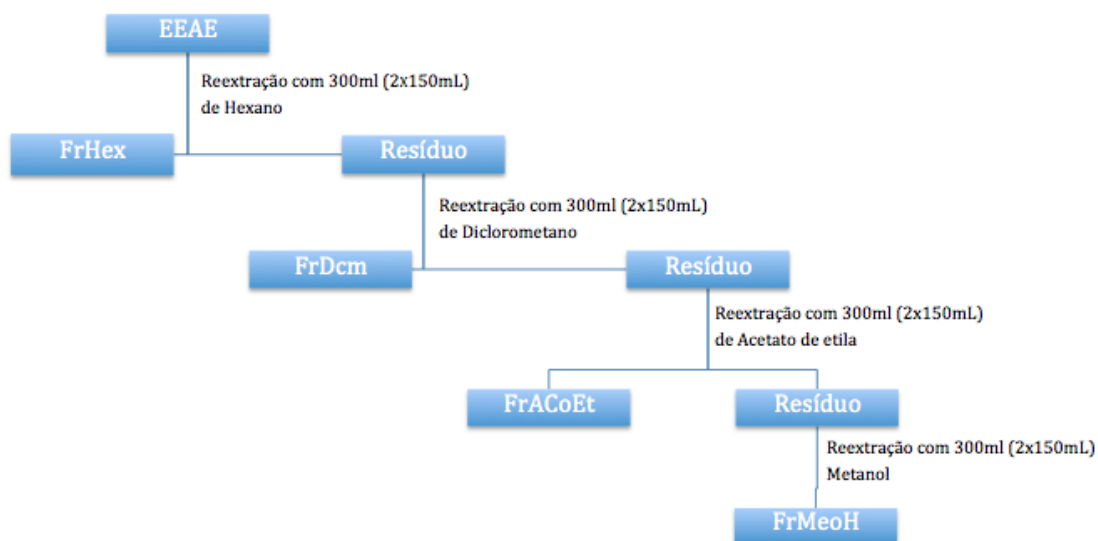 EEAE
Reextração com 300ml (2x150mL)
de Hexano
FrHex
Resíduo
Reextração com 300ml (2x150mL)
de Diclorometano
FrDcm
Resíduo
Reextração com 300ml (2x150mL)
de Acetato de etila
FrACoEt
Resíduo
Reextração com 300ml (2x150mL)
Metanol
FrMeoH